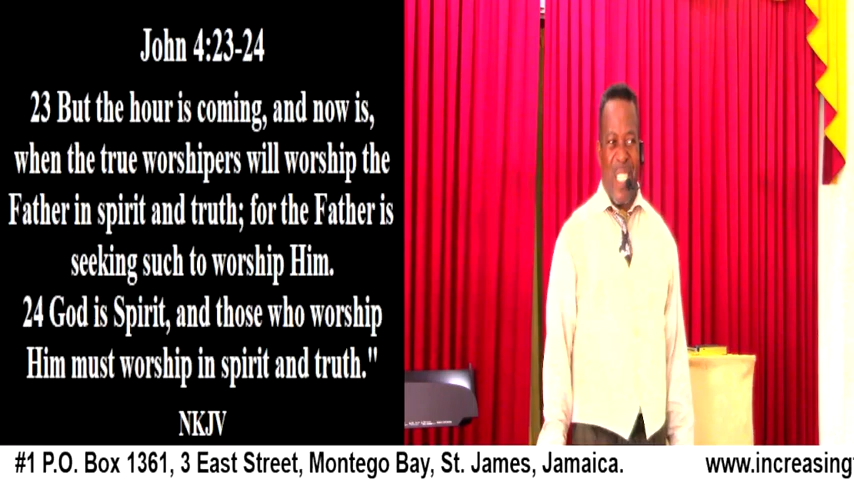 John 4:23-24
23 But the hour is coming, and now is,
when the true worshipers will worship the
Father in spirit and truth; for the Father is
seeking such to worship Him.
24 God is Spirit, and those who worship
Him must worship in spirit and truth."
NKJV
#1 P.O. Box 1361, 3 East Street, Montego Bay, St. James, Jamaica.
www.increasing